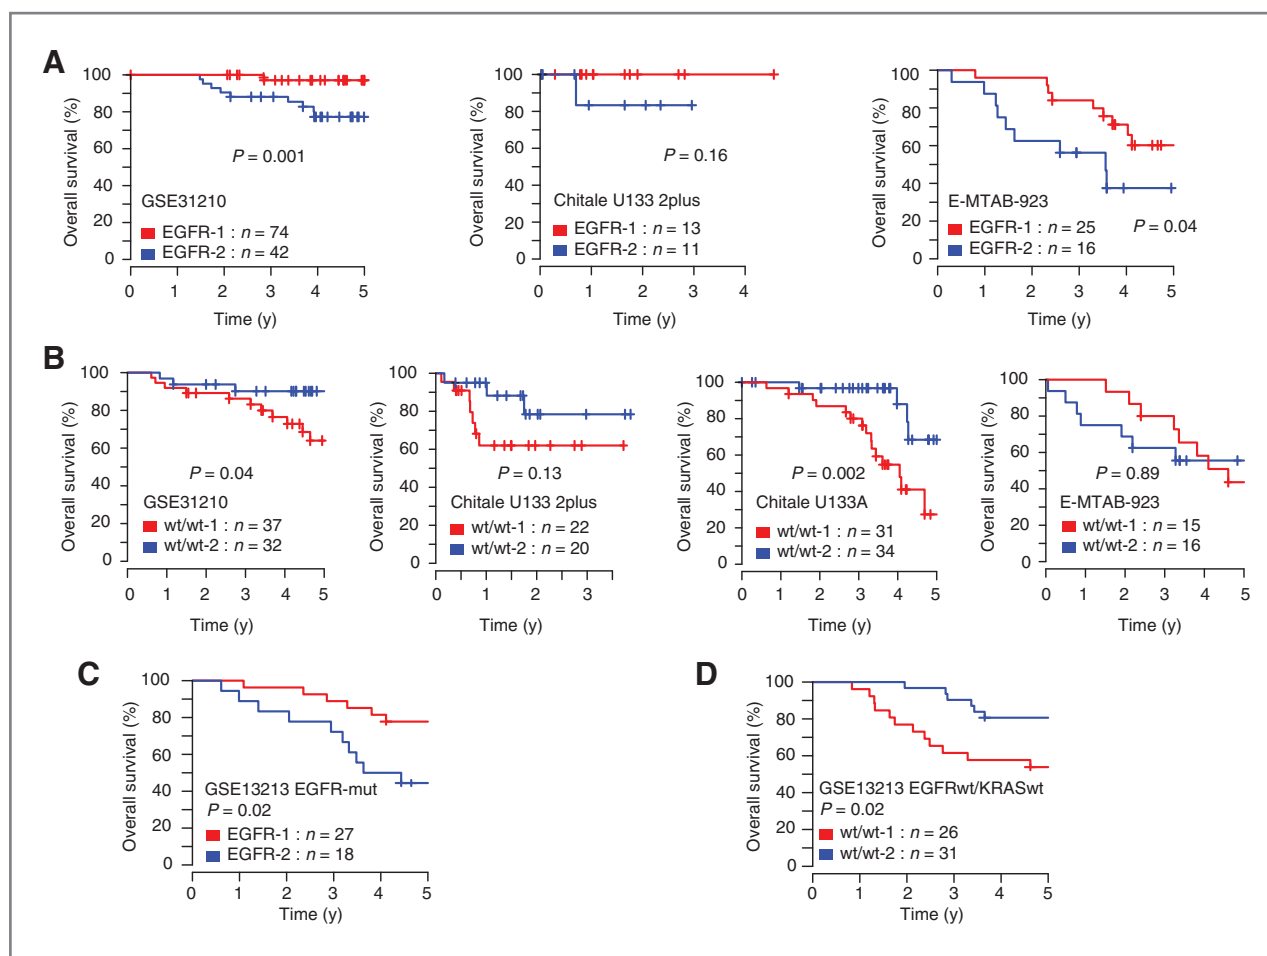 A
Overall survival (%)
100
80
60
40
20
0
P = 0.001
GSE31210
EGFR-1 : n = 74
EGFR-2 : n = 42
0 1 2 3 4 5
Time (y)
Overall survival (%)
100
80
60
40
20
0
P = 0.16
Chitale U133 2plus
EGFR-1 : n = 13
EGFR-2 : n = 11
0 1 2 3 4
Time (y)
Overall survival (%)
100
80
60
40
20
0
E-MTAB-923
EGFR-1 : n = 25
EGFR-2 : n = 16
P = 0.04
0 1 2 3 4 5
Time (y)
B
Overall survival (%)
100
80
60
40
20
0
P = 0.04
GSE31210
wt/wt-1 : n = 37
wt/wt-2 : n = 32
0 1 2 3 4 5
Time (y)
Overall survival (%)
100
80
60
40
20
0
P = 0.13
Chitale U133 2plus
wt/wt-1 : n = 22
wt/wt-2 : n = 20
0 1 2 3
Time (y)
Overall survival (%)
100
80
60
40
20
0
P = 0.002
Chitale U133A
wt/wt-1 : n = 31
wt/wt-2 : n = 34
0 1 2 3 4 5
Time (y)
Overall survival (%)
100
80
60
40
20
0
P = 0.89
E-MTAB-923
wt/wt-1 : n = 15
wt/wt-2 : n = 16
0 1 2 3 4 5
Time (y)
C
Overall survival (%)
100
80
60
40
20
0
GSE13213 EGFR-mut
P = 0.02
EGFR-1 : n = 27
EGFR-2 : n = 18
0 1 2 3 4 5
Time (y)
D
Overall survival (%)
100
80
60
40
20
0
GSE13213 EGFRwt/KRASwt
P = 0.02
wt/wt-1 : n = 26
wt/wt-2 : n = 31
0 1 2 3 4 5
Time (y)